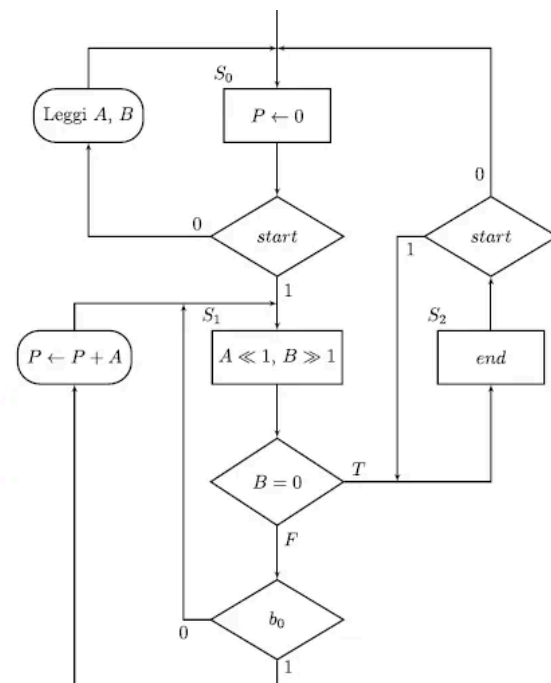 S₀
Leggi A, B
P ← 0
0
0
start
start
1
1
S₁
S₂
P ← P + A
A ≪ 1, B ≫ 1
end
B = 0
T
F
b₀
0
1